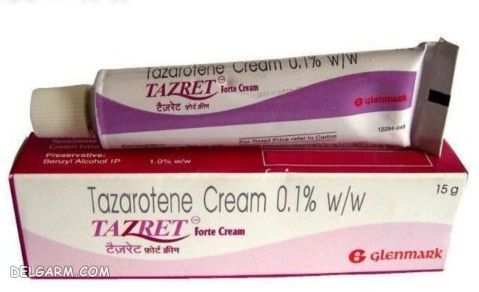 Tazarotene Cream 0.1% w/w
TAZRET Forte Cream
टैज़रेट फ़ोर्ट क्रीम
Glenmark
For Retail Price refer to Carton
Tazarotene
Preservative:
Benzyl Alcohol IP 1.0% w/w
Tazarotene Cream 0.1% w/w
15 g
TAZRET Forte Cream
टैज़रेट फ़ोर्ट क्रीम
Glenmark
DELGARM.COM